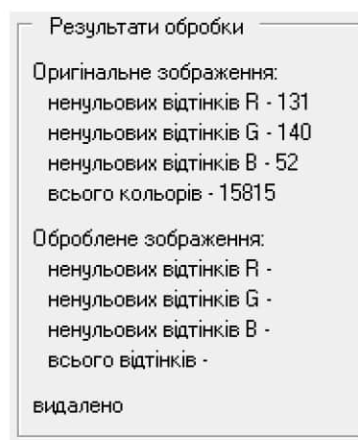 Результати обробки
Оригінальне зображення:
ненульових відтінків R - 131
ненульових відтінків G - 140
ненульових відтінків B - 52
всього кольорів - 15815
Оброблене зображення:
ненульових відтінків R -
ненульових відтінків G -
ненульових відтінків B -
всього відтінків -
видалено